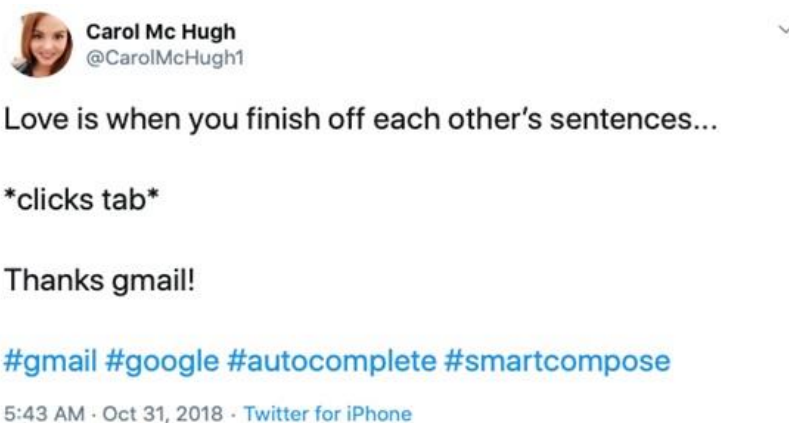 Carol Mc Hugh
@CarolMcHugh1
Love is when you finish off each other’s sentences...
*clicks tab*
Thanks gmail!
#gmail #google #autocomplete #smartcompose
5:43 AM · Oct 31, 2018 · Twitter for iPhone